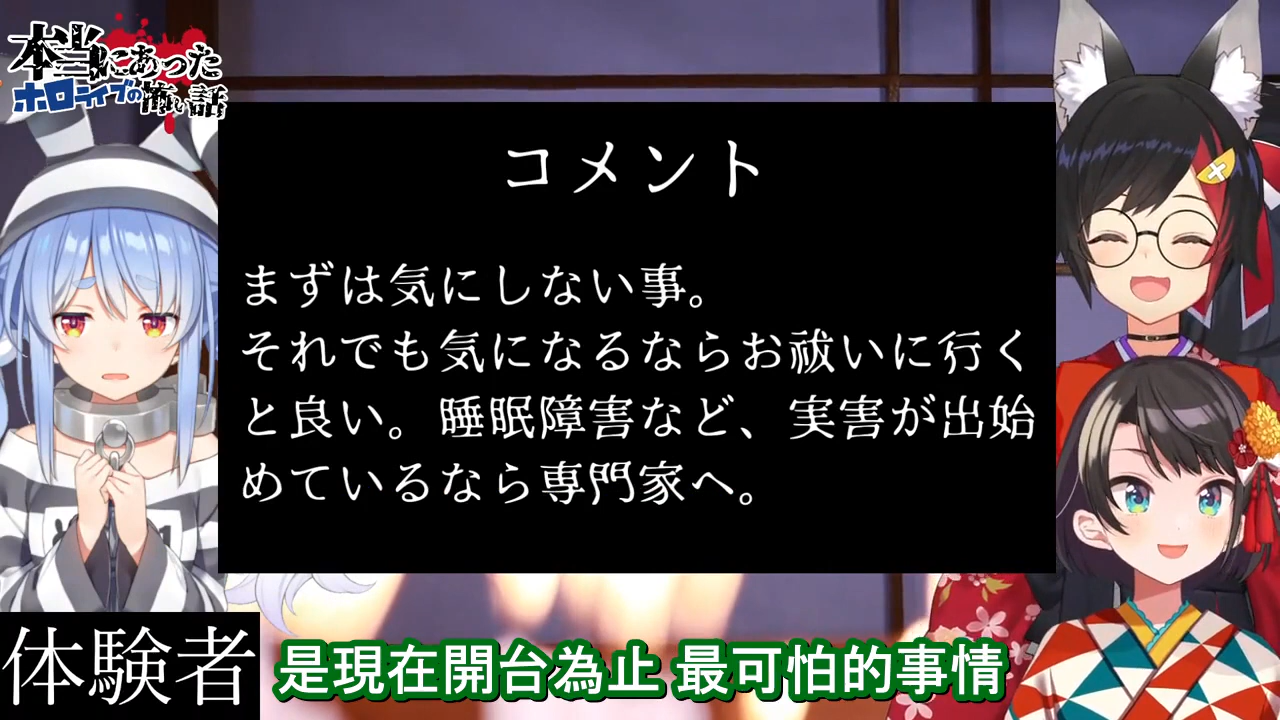 本当にあった
ホロライブの怖い話
コメント
まずは気にしない事。
それでも気になるならお祓いに行く
と良い。睡眠障害など、実害が出始
めているなら専門家へ。
体験者
是現在開台為止 最可怕的事情